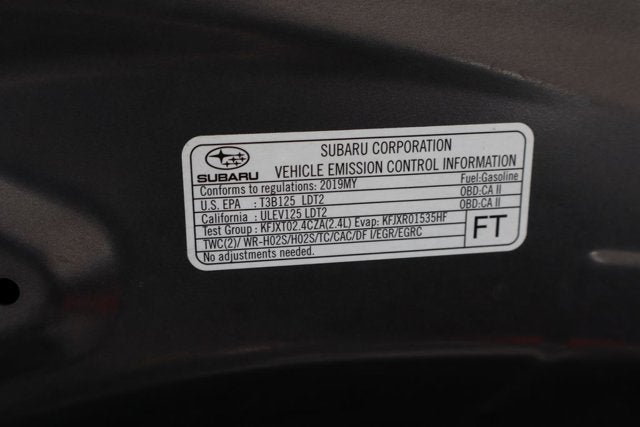 SUBARU CORPORATION
SUBARU VEHICLE EMISSION CONTROL INFORMATION
Conforms to regulations: 2019MY Fuel:Gasoline
U.S. EPA : T3B125 LDT2 OBD:CA II
California : ULEV125 LDT2 OBD:CA II
Test Group : KFJXT02.4CZA(2.4L) Evap: KFJXR01535HF
TWC(2)/ WR-HO2S/HO2S/TC/CAC/DF I/EGR/EGRC FT
No adjustments needed.